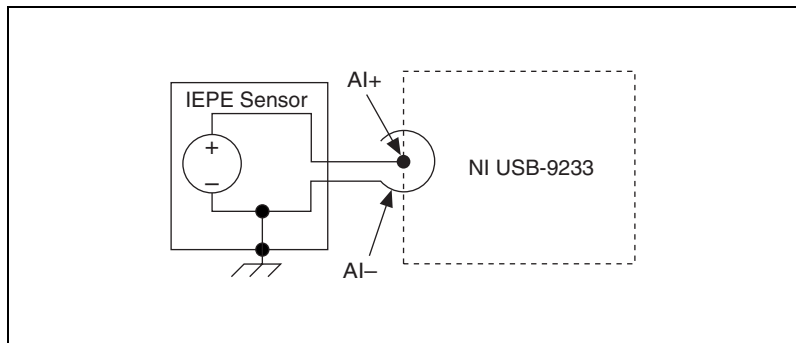 AI+
IEPE Sensor
+
–
NI USB-9233
AI–